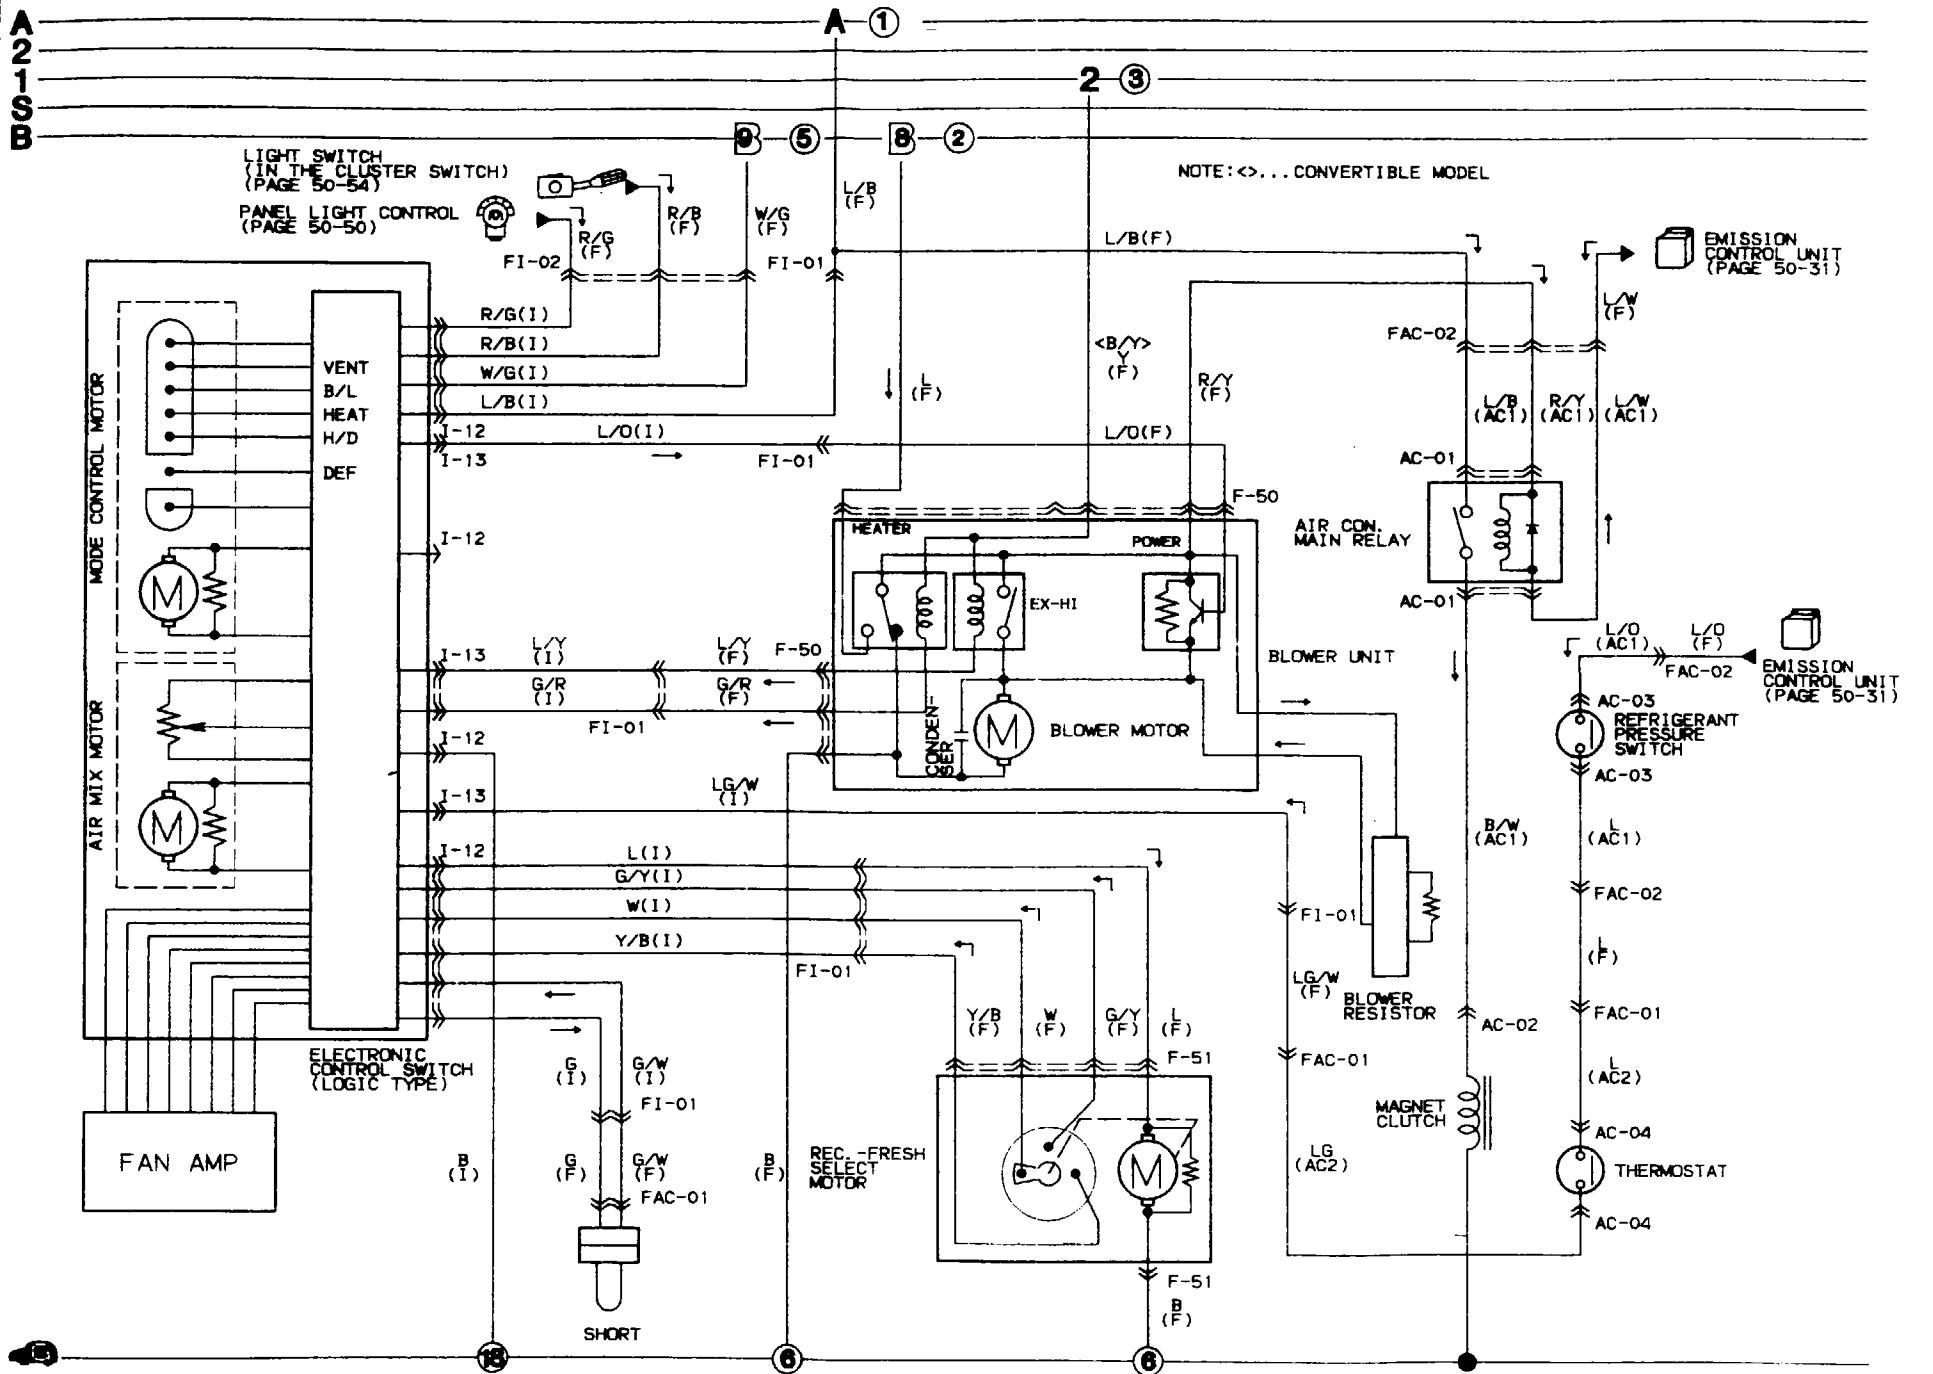 A
A ①
2
1
2 ③
S
B
9 ⑤
8 ②
LIGHT SWITCH
(IN THE CLUSTER SWITCH)
(PAGE 50-54)
PANEL LIGHT CONTROL
(PAGE 50-50)
NOTE:<>...CONVERTIBLE MODEL
R/G
(F)
R/B
(F)
W/G
(F)
L/B
(F)
L/B(F)
FI-02
FI-01
EMISSION
CONTROL UNIT
(PAGE 50-31)
L/W
(F)
FAC-02
R/G(I)
R/B(I)
W/G(I)
L/B(I)
I-12
I-13
L/O(I)
FI-01
L/O(F)
L
(F)
<B/Y>
Y
(F)
R/Y
(F)
L/B
(AC1)
R/Y
(AC1)
L/W
(AC1)
AC-01
MODE CONTROL MOTOR
VENT
B/L
HEAT
H/D
DEF
M
I-12
F-50
HEATER
POWER
EX-HI
AIR CON.
MAIN RELAY
AC-01
BLOWER UNIT
L/O
(AC1)
L/O
(F)
FAC-02
EMISSION
CONTROL UNIT
(PAGE 50-31)
AC-03
REFRIGERANT
PRESSURE
SWITCH
AC-03
I-13
L/Y
(I)
L/Y
(F)
F-50
G/R
(I)
G/R
(F)
FI-01
CONDEN-
SER
M
BLOWER MOTOR
AIR MIX MOTOR
M
I-12
I-13
LG/W
(I)
I-12
L(I)
G/Y(I)
W(I)
Y/B(I)
FI-01
B/W
(AC1)
L
(AC1)
FAC-02
L
(F)
FAC-01
L
(AC2)
FI-01
LG/W
(F)
BLOWER
RESISTOR
AC-02
FAC-01
Y/B
(F)
W
(F)
G/Y
(F)
L
(F)
F-51
ELECTRONIC
CONTROL SWITCH
(LOGIC TYPE)
G
(I)
G/W
(I)
FI-01
FAN AMP
B
(I)
G
(F)
G/W
(F)
FAC-01
B
(F)
REC.-FRESH
SELECT
MOTOR
M
LG
(AC2)
MAGNET
CLUTCH
AC-04
THERMOSTAT
AC-04
F-51
B
(F)
SHORT
18
6
6